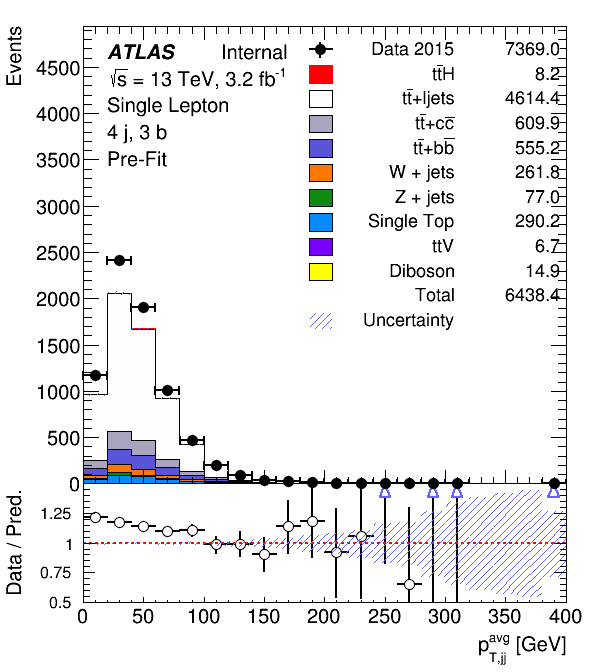 Events
4500
4000
3500
3000
2500
2000
1500
1000
500
0
ATLAS Internal
√s = 13 TeV, 3.2 fb⁻¹
Single Lepton
4 j, 3 b
Pre-Fit
Data 2015 7369.0
tt̄H 8.2
tt̄+ljets 4614.4
tt̄+cc̄ 609.9
tt̄+bb̄ 555.2
W + jets 261.8
Z + jets 77.0
Single Top 290.2
ttV 6.7
Diboson 14.9
Total 6438.4
Uncertainty
Data / Pred.
1.25
1
0.75
0.5
0 50 100 150 200 250 300 350 400
p_{T,jj}^{avg} [GeV]